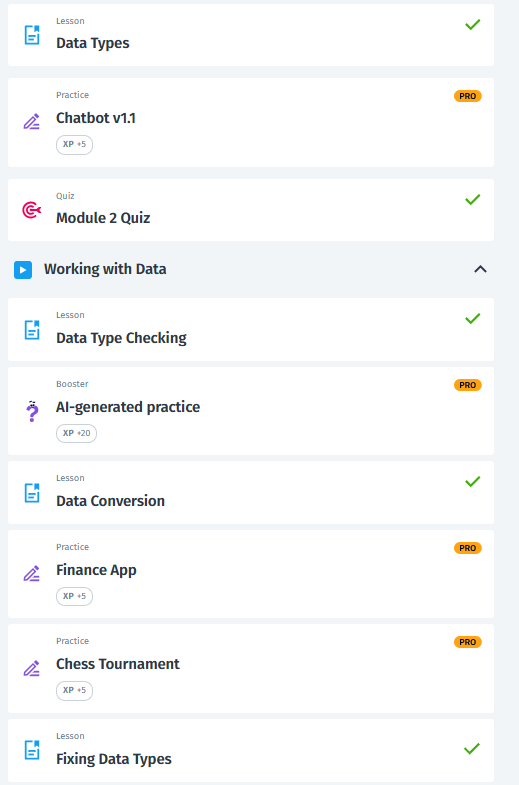 Lesson
Data Types
Practice
PRO
Chatbot v1.1
XP +5
Quiz
Module 2 Quiz
Working with Data
Lesson
Data Type Checking
Booster
PRO
AI-generated practice
XP +20
Lesson
Data Conversion
Practice
PRO
Finance App
XP +5
Practice
PRO
Chess Tournament
XP +5
Lesson
Fixing Data Types